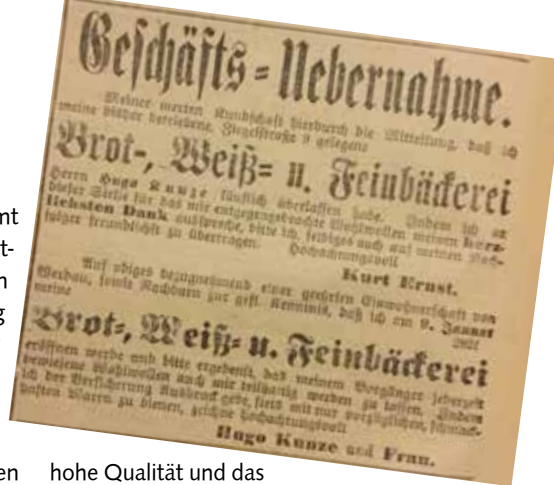 Geschäfts-Uebernahme.
Meiner werten Kundschaft hierdurch die Mitteilung, daß ich
meine bisher betriebene, Ziegelstraße 9 gelegene
Brot-, Weiß- u. Feinbäckerei
Herrn Hugo Kunze käuflich überlassen habe. Indem ich an
dieser Stelle für das mir entgegengebrachte Wohlwollen meinen herz-
lichsten Dank ausspreche, bitte ich, selbiges auch auf meinen Nach-
folger freundlichst zu übertragen.
Hochachtungsvoll
Kurt Ernst.
Auf obiges bezugnehmend einer geehrten Einwohnerschaft von
Werdau, sowie Nachbarn zur gefl. Kenntnis, daß ich am 9. Januar
meine
Brot-, Weiß- u. Feinbäckerei
eröffnen werde und bitte ergebenst, das meinem Vorgänger jederzeit
bewiesene Wohlwollen auch mir teilhaftig werden zu lassen. Indem
ich der Versicherung Ausdruck gebe, stets mit nur vorzüglichen, schmack-
haften Waren zu dienen, zeichne hochachtungsvoll
Hugo Kunze und Frau.
mt
t-
n
g
en hohe Qualität und das